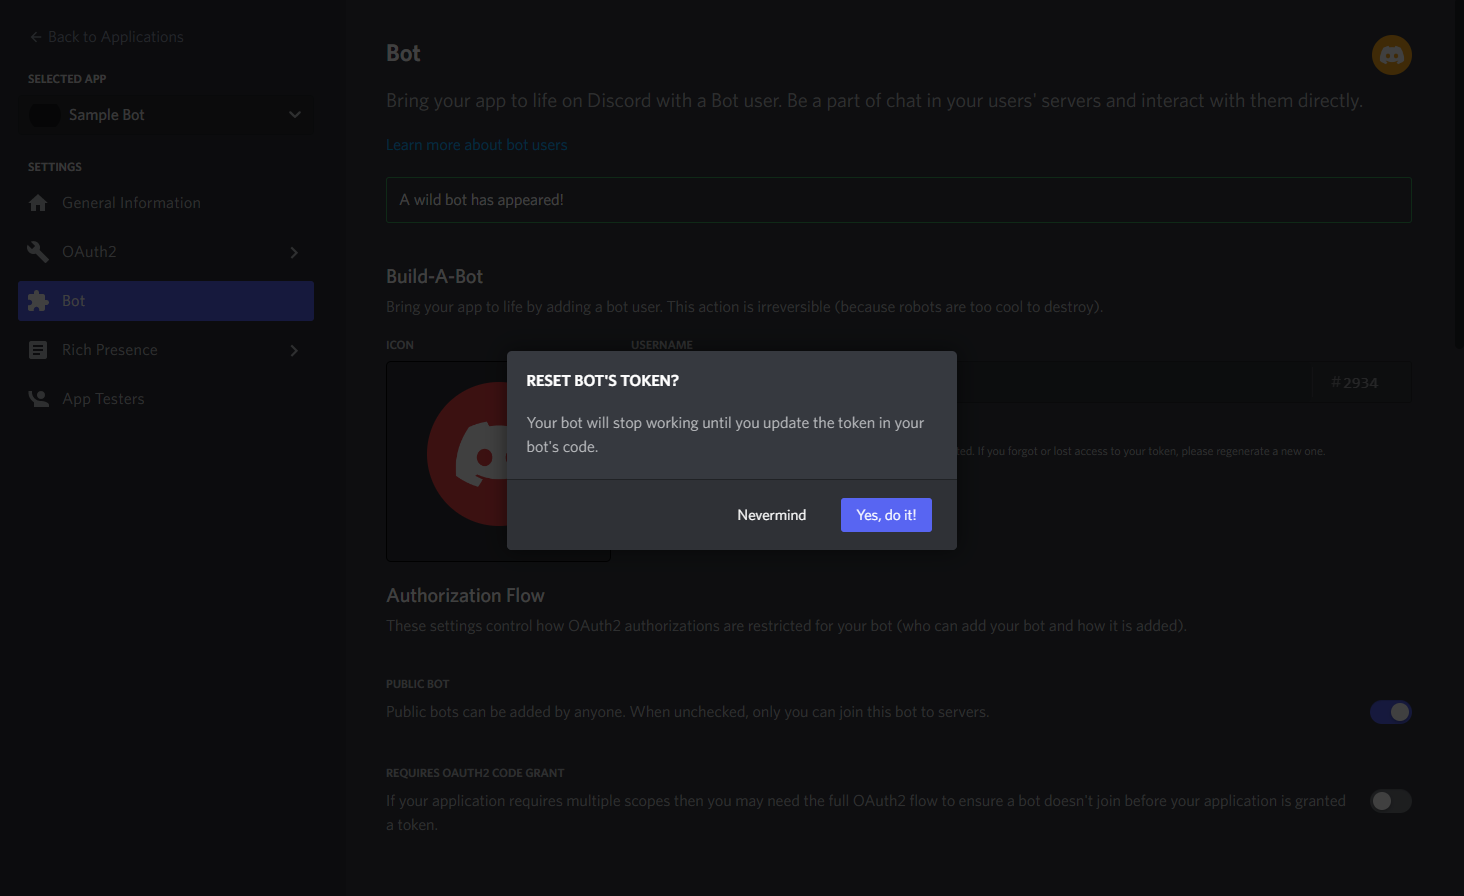 Back to Applications
SELECTED APP
Sample Bot
SETTINGS
General Information
OAuth2
Bot
Rich Presence
App Testers
Bot
Bring your app to life on Discord with a Bot user. Be a part of chat in your users' servers and interact with them directly.
Learn more about bot users
A wild bot has appeared!
Build-A-Bot
Bring your app to life by adding a bot user. This action is irreversible (because robots are too cool to destroy).
ICON
USERNAME
#2934
If you forgot or lost access to your token, please regenerate a new one.
RESET BOT'S TOKEN?
Your bot will stop working until you update the token in your
bot's code.
Nevermind
Yes, do it!
Authorization Flow
These settings control how OAuth2 authorizations are restricted for your bot (who can add your bot and how it is added).
PUBLIC BOT
Public bots can be added by anyone. When unchecked, only you can join this bot to servers.
REQUIRES OAUTH2 CODE GRANT
If your application requires multiple scopes then you may need the full OAuth2 flow to ensure a bot doesn't join before your application is granted
a token.